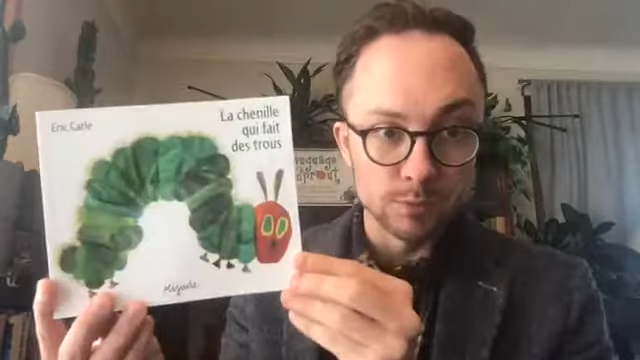 Eric Carle
La chenille
qui fait
des trous
Mijade